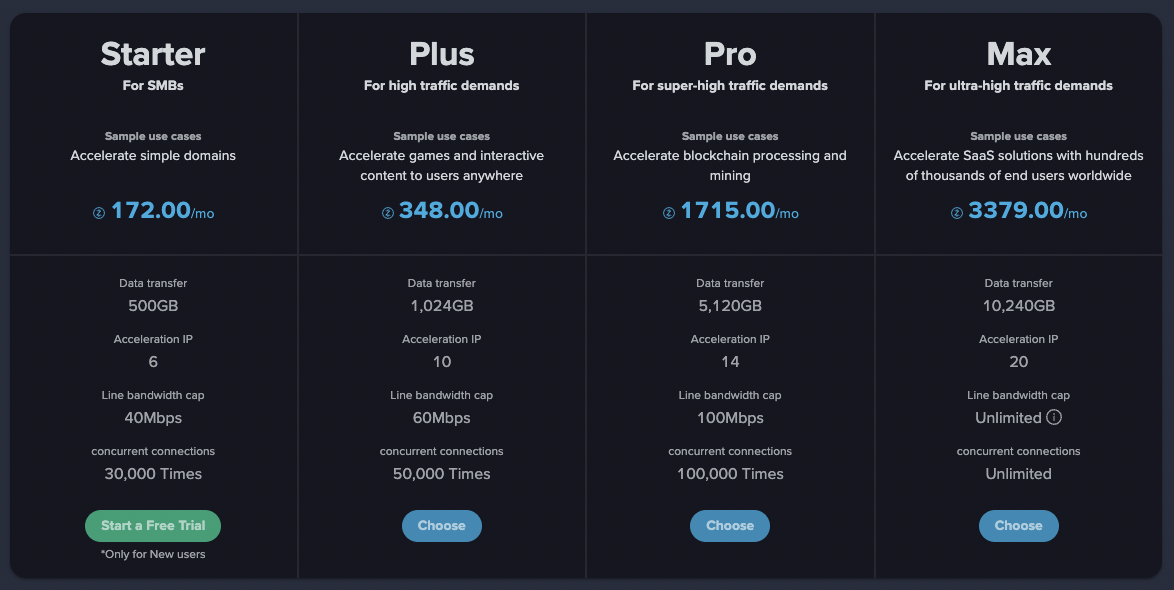 Starter
For SMBs
Sample use cases
Accelerate simple domains
Ⓩ 172.00/mo
Data transfer
500GB
Acceleration IP
6
Line bandwidth cap
40Mbps
concurrent connections
30,000 Times
Start a Free Trial
*Only for New users
Plus
For high traffic demands
Sample use cases
Accelerate games and interactive
content to users anywhere
Ⓩ 348.00/mo
Data transfer
1,024GB
Acceleration IP
10
Line bandwidth cap
60Mbps
concurrent connections
50,000 Times
Choose
Pro
For super-high traffic demands
Sample use cases
Accelerate blockchain processing and
mining
Ⓩ 1715.00/mo
Data transfer
5,120GB
Acceleration IP
14
Line bandwidth cap
100Mbps
concurrent connections
100,000 Times
Choose
Max
For ultra-high traffic demands
Sample use cases
Accelerate SaaS solutions with hundreds
of thousands of end users worldwide
Ⓩ 3379.00/mo
Data transfer
10,240GB
Acceleration IP
20
Line bandwidth cap
Unlimited ⓘ
concurrent connections
Unlimited
Choose